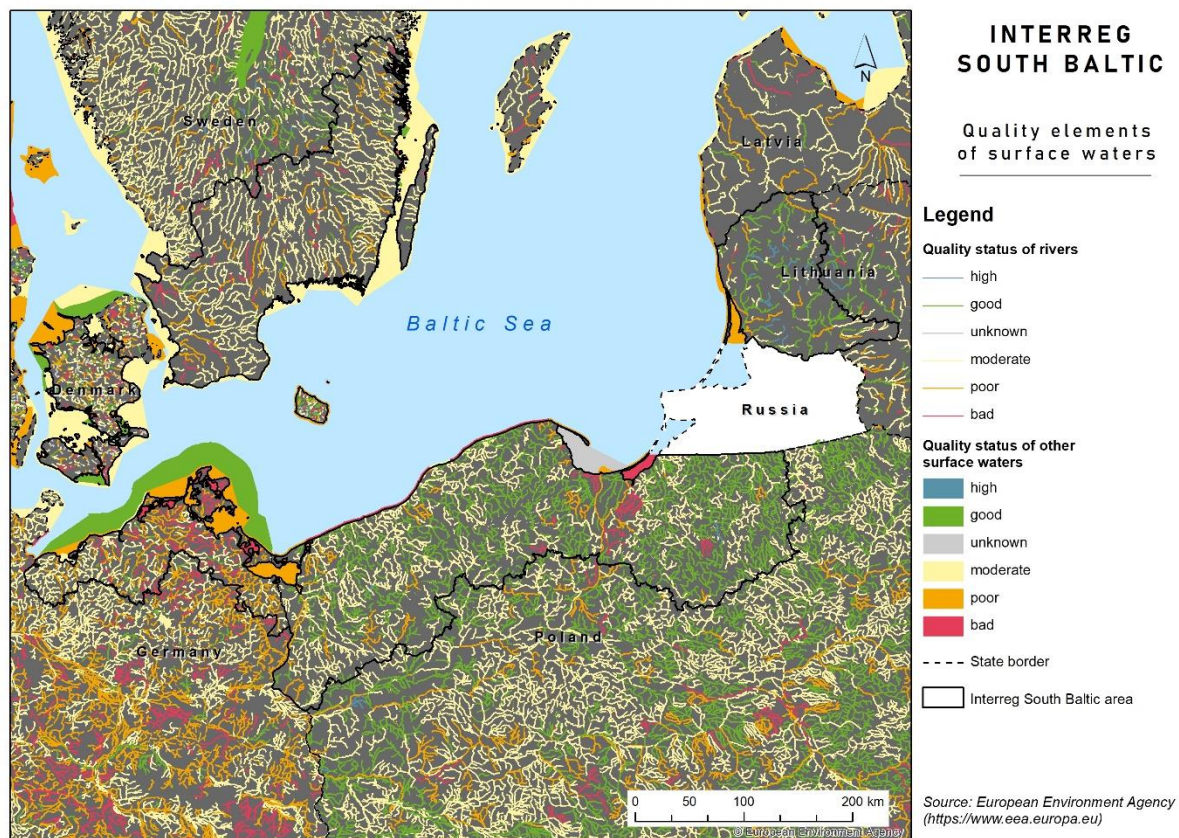 INTERREG
SOUTH BALTIC
Quality elements
of surface waters
Legend
Quality status of rivers
high
good
unknown
moderate
poor
bad
Quality status of other
surface waters
high
good
unknown
moderate
poor
bad
State border
Interreg South Baltic area
Source: European Environment Agency
(https://www.eea.europa.eu)
N
Sweden
Latvia
Lithuania
Baltic Sea
Denmark
Russia
Poland
Germany
0 50 100 200 km
© European Environment Agency